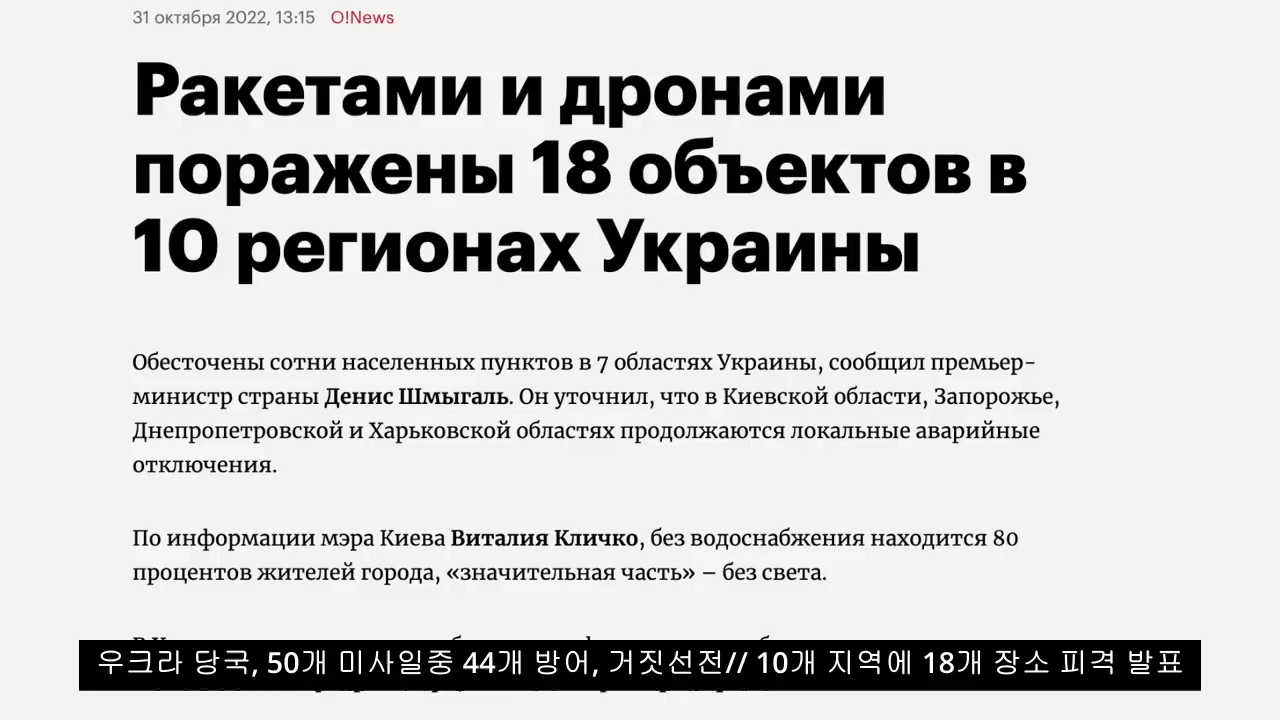 31 октября 2022, 13:15 O!News
Ракетами и дронами
поражены 18 объектов в
10 регионах Украины
Обесточены сотни населенных пунктов в 7 областях Украины, сообщил премьер-
министр страны Денис Шмыгаль. Он уточнил, что в Киевской области, Запорожье,
Днепропетровской и Харьковской областях продолжаются локальные аварийные
отключения.
По информации мэра Киева Виталия Кличко, без водоснабжения находится 80
процентов жителей города, «значительная часть» – без света.
우크라 당국, 50개 미사일중 44개 방어, 거짓선전// 10개 지역에 18개 장소 피격 발표